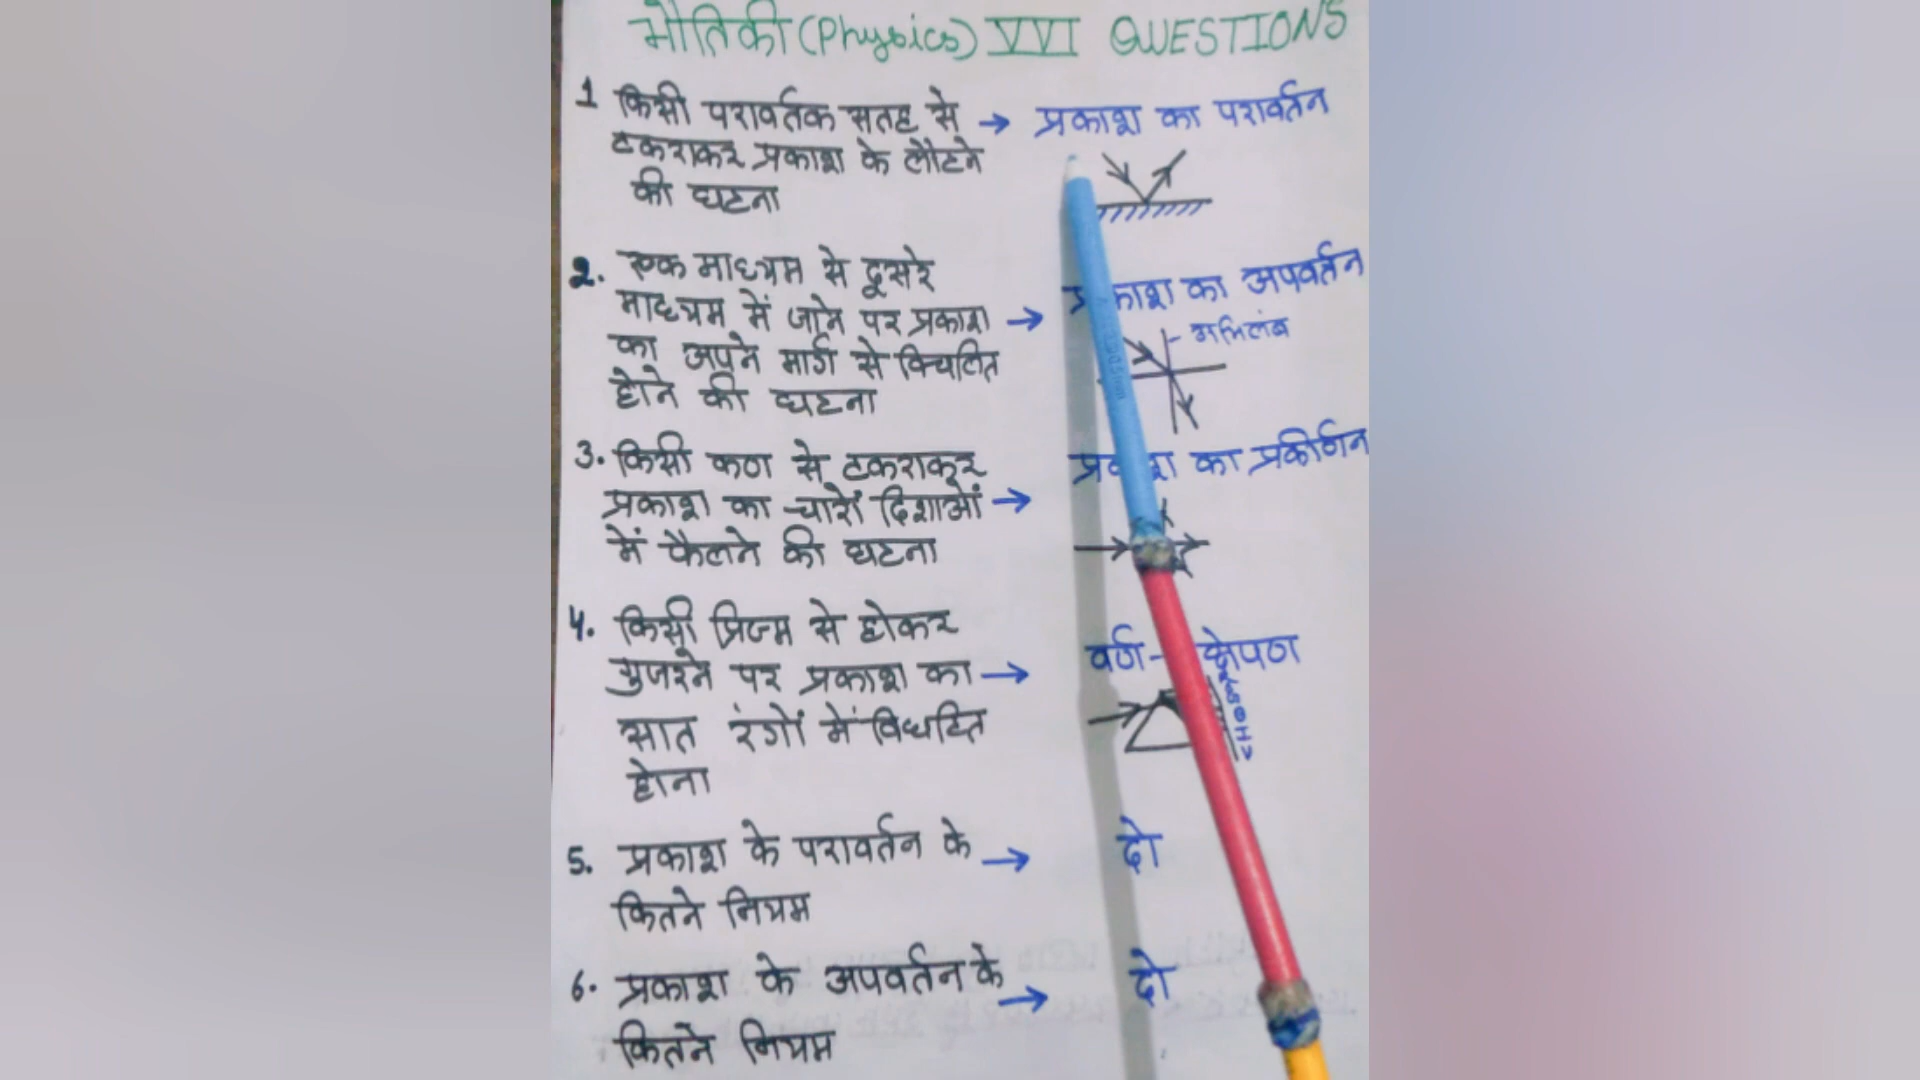 भौतिकी (Physics) VVI QUESTIONS
1 किसी परावर्तक सतह से → प्रकाश का परावर्तन
टकराकर प्रकाश के लौटने
की घटना
2. एक माध्यम से दूसरे
माध्यम में जाने पर प्रकाश → प्रकाश का अपवर्तन
का अपने मार्ग से विचलित - अभिलंब
होने की घटना
3. किसी कण से टकराकर प्रकाश का प्रकीर्णन
प्रकाश का चारों दिशाओं →
में फैलने की घटना
4. किसी प्रिज्म से होकर
गुजरने पर प्रकाश का → वर्ण-क्षेपण
सात रंगों में विघटित
होना
5. प्रकाश के परावर्तन के → दो
कितने नियम
6. प्रकाश के अपवर्तन के → दो
कितने नियम